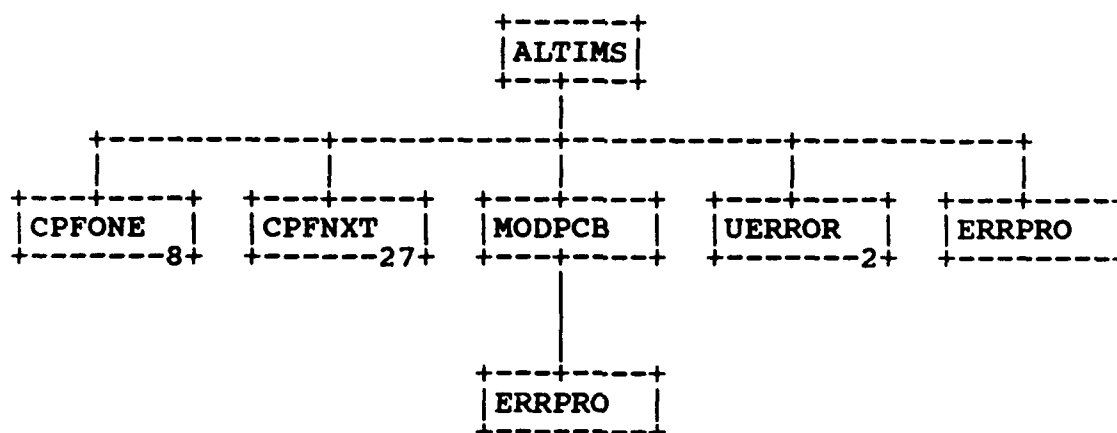 ALTIMS
CPFONE CPFNXT MODPCB UERROR ERRPRO
8 27 2
ERRPRO